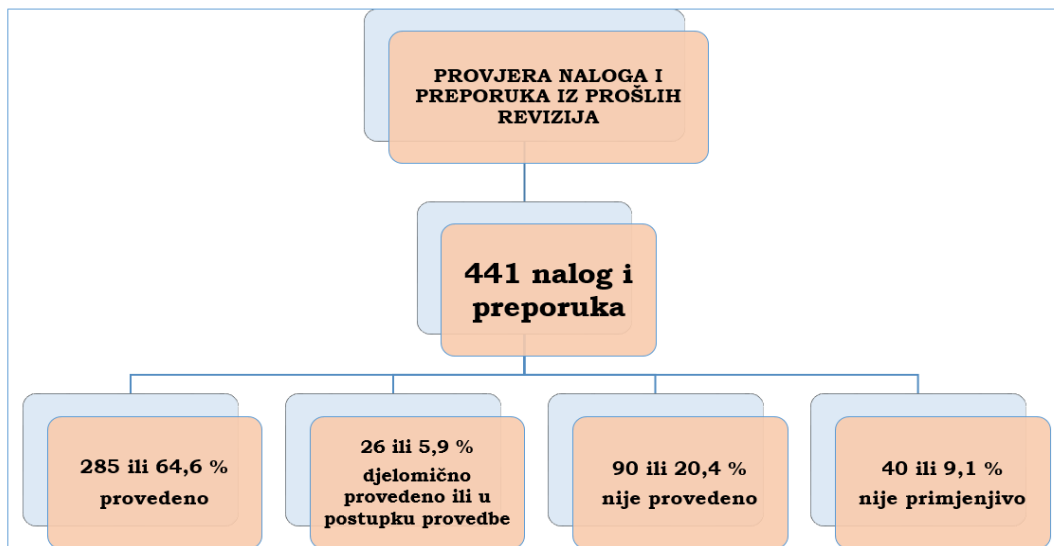 PROVJERA NALOGA I
PREPORUKA IZ PROŠLIH
REVIZIJA
441 nalog i
preporuka
285 ili 64,6 %
provedeno
26 ili 5,9 %
djelomično
provedeno ili u
postupku provedbe
90 ili 20,4 %
nije provedeno
40 ili 9,1 %
nije primjenjivo